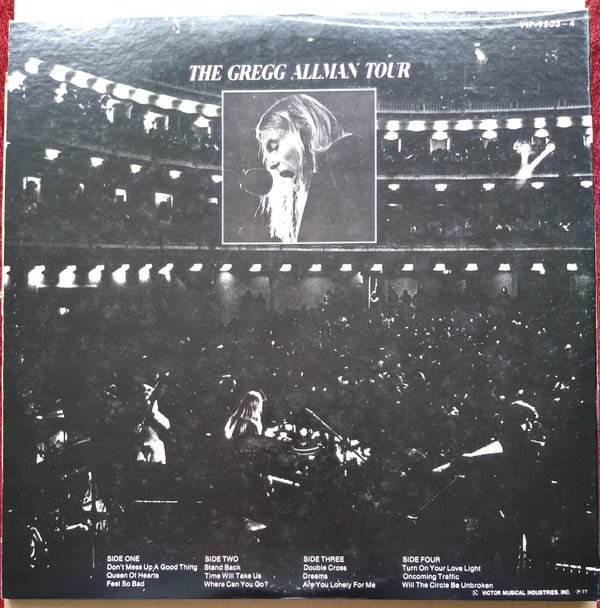 VIP-9503~4
THE GREGG ALLMAN TOUR
SIDE ONE
Don't Mess Up A Good Thing
Queen Of Hearts
Feel So Bad
SIDE TWO
Stand Back
Time Will Take Us
Where Can You Go?
SIDE THREE
Double Cross
Dreams
Are You Lonely For Me
SIDE FOUR
Turn On Your Love Light
Oncoming Traffic
Will The Circle Be Unbroken
VICTOR MUSICAL INDUSTRIES, INC. Ⓟ 77